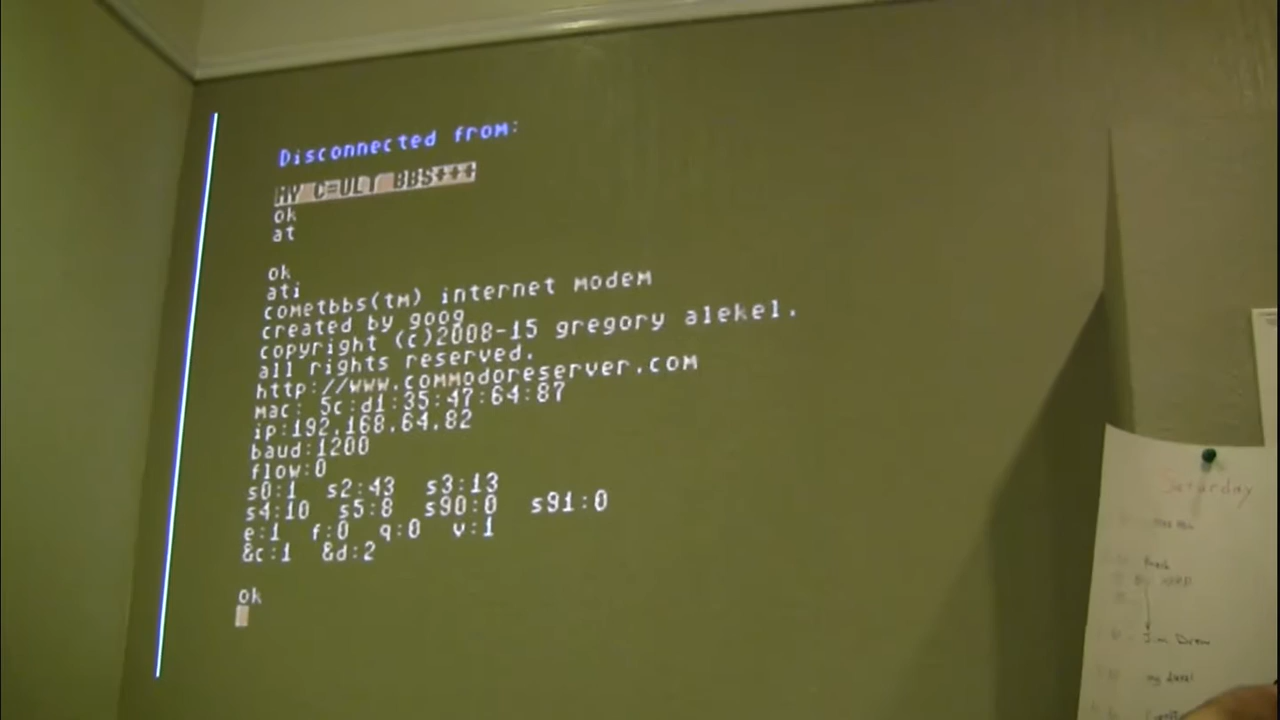 Disconnected from:
MY C=ULT BBS+++
ok
at
ok
ati
cometbbs(tm) internet modem
created by goog
copyright (c)2008-15 gregory alekel.
all rights reserved.
http://www.commodoreserver.com
mac: 5c:d1:35:47:64:87
ip:192.168.64.82
baud:1200
flow:0
s0:1 s2:43 s3:13
s4:10 s5:8 s90:0 s91:0
e:1 f:0 q:0 v:1
&c:1 &d:2
ok
Saturday
Jim Drew